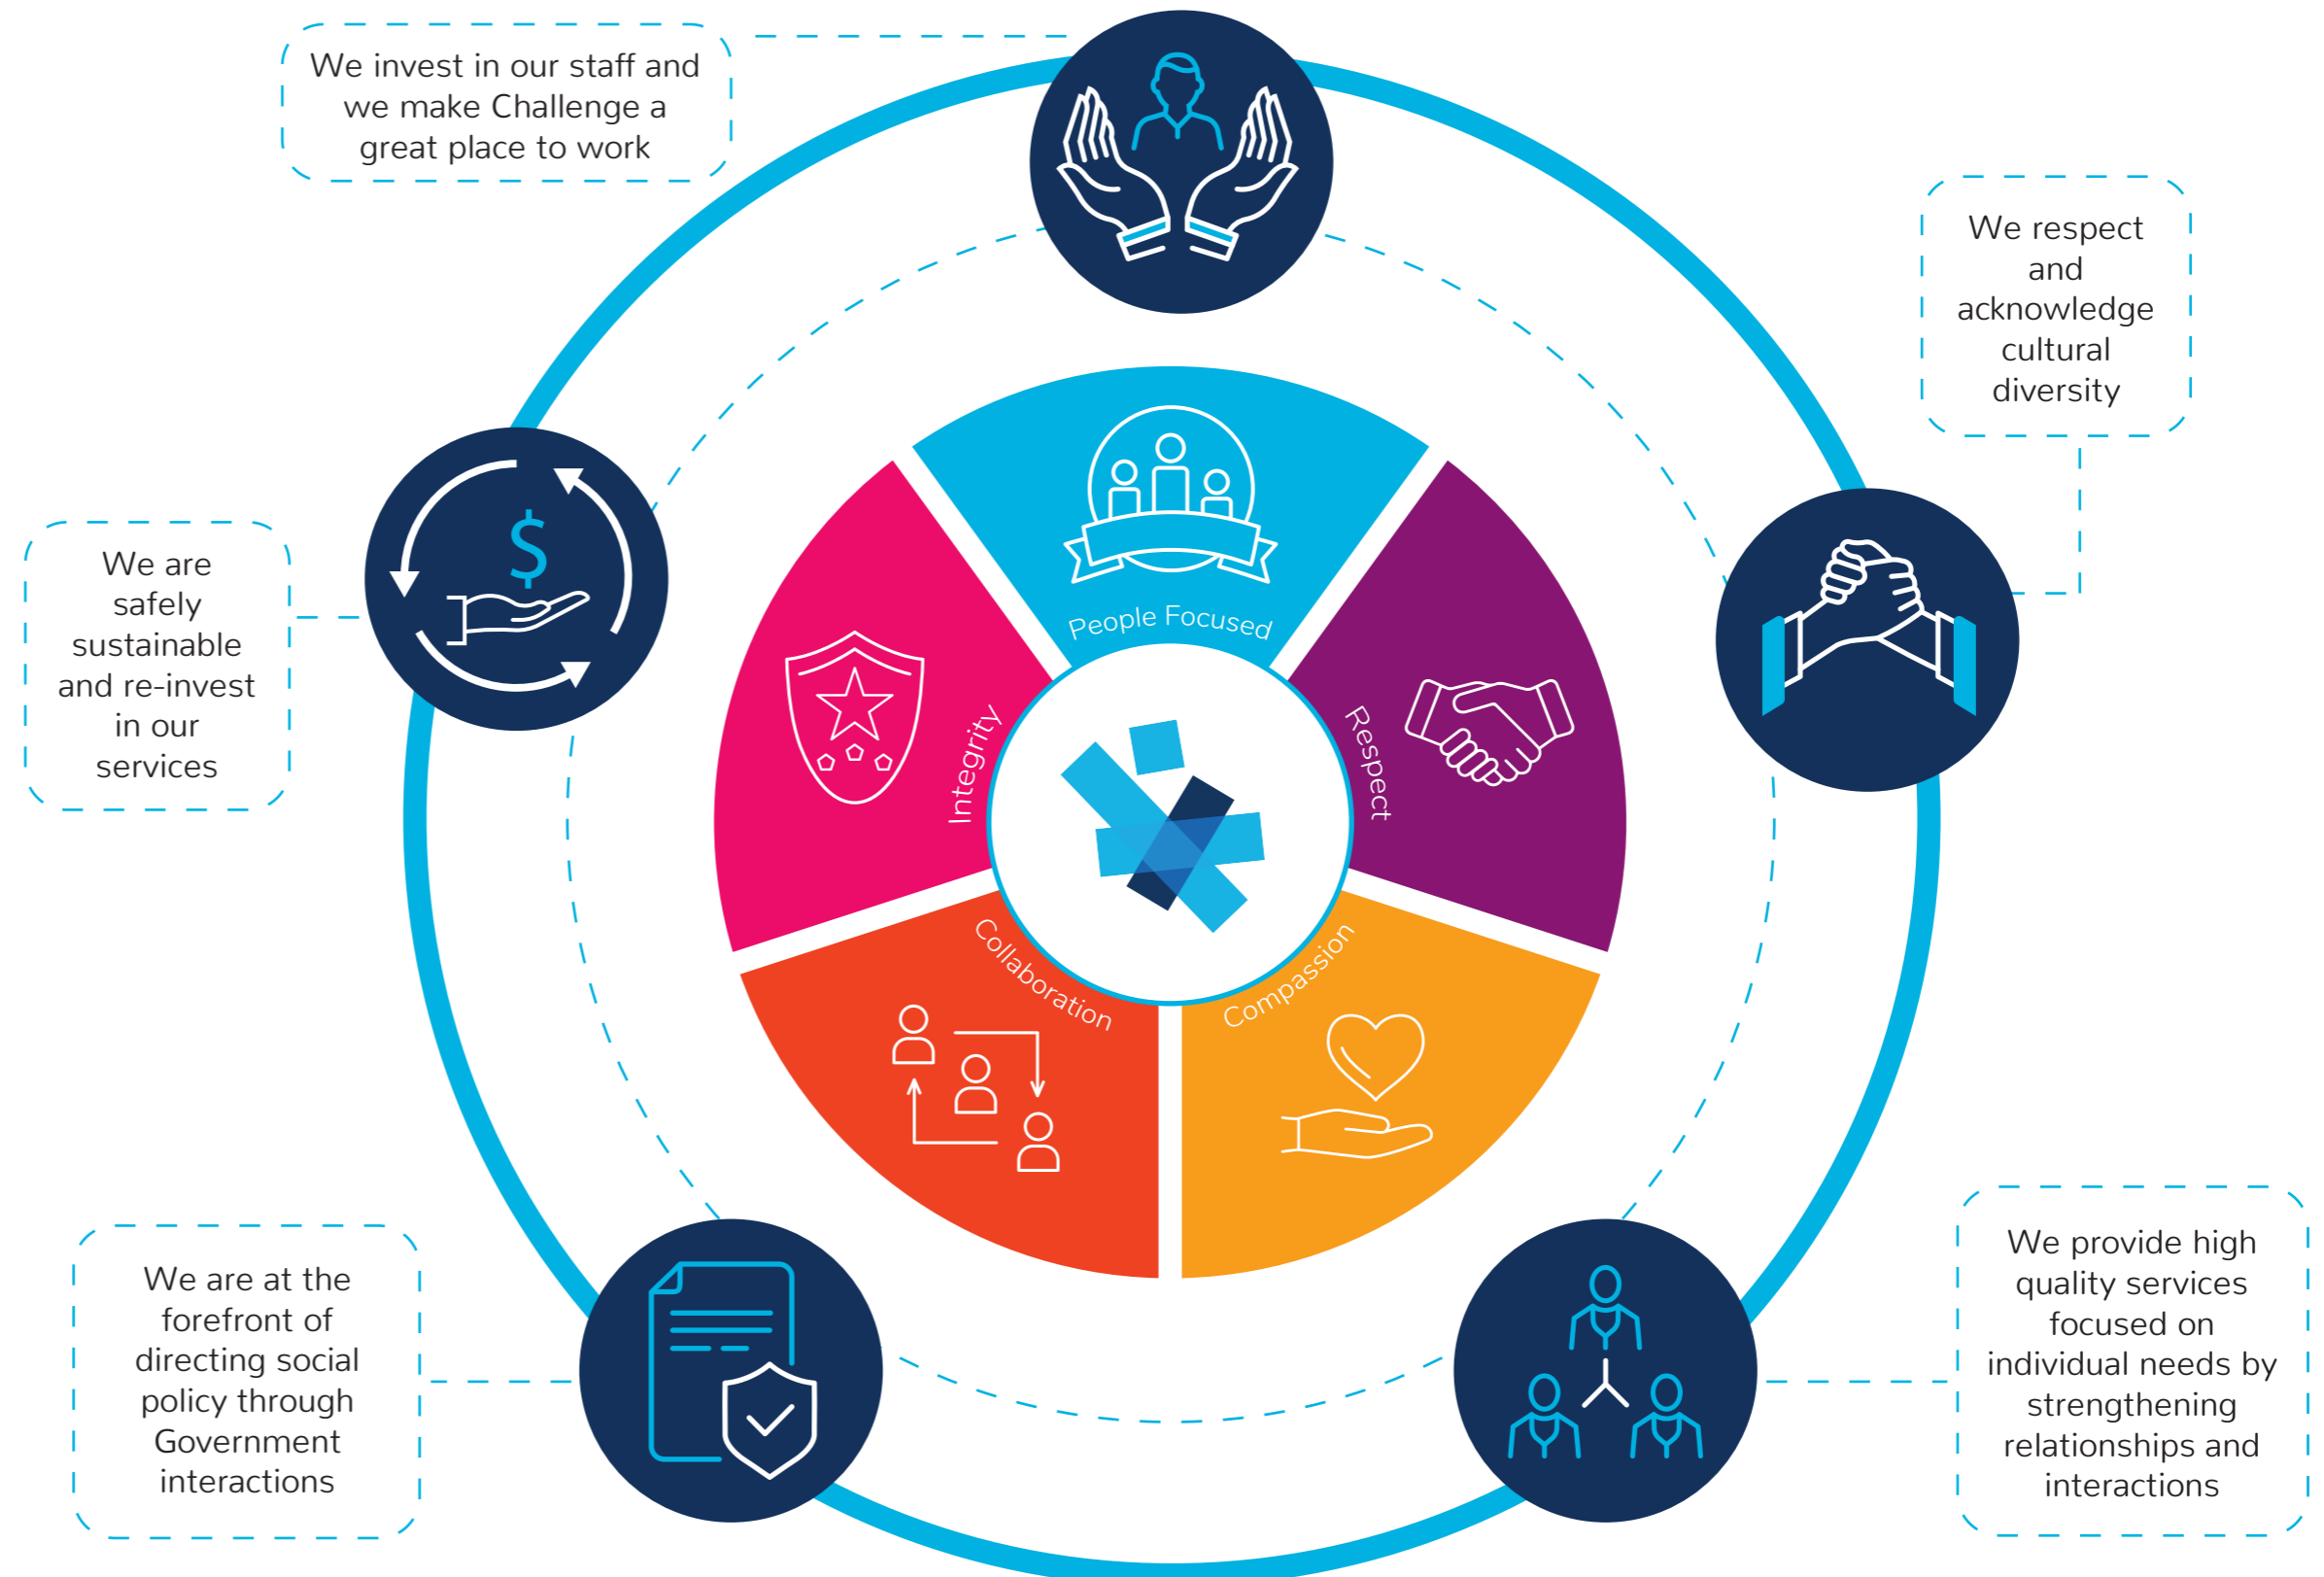 We invest in our staff and
we make Challenge a
great place to work
We respect
and
acknowledge
cultural
diversity
We are
safely
sustainable
and re-invest
in our
services
$
People Focused
Integrity
Respect
Collaboration
Compassion
We are at the
forefront of
directing social
policy through
Government
interactions
We provide high
quality services
focused on
individual needs by
strengthening
relationships and
interactions